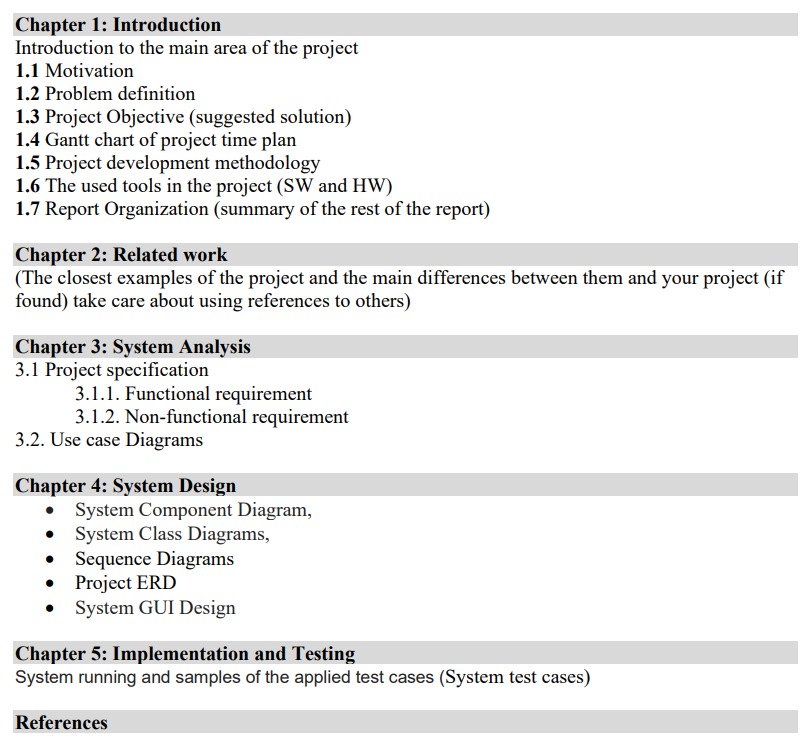 Chapter 1: Introduction
Introduction to the main area of the project
1.1 Motivation
1.2 Problem definition
1.3 Project Objective (suggested solution)
1.4 Gantt chart of project time plan
1.5 Project development methodology
1.6 The used tools in the project (SW and HW)
1.7 Report Organization (summary of the rest of the report)
Chapter 2: Related work
(The closest examples of the project and the main differences between them and your project (if
found) take care about using references to others)
Chapter 3: System Analysis
3.1 Project specification
3.1.1. Functional requirement
3.1.2. Non-functional requirement
3.2. Use case Diagrams
Chapter 4: System Design
• System Component Diagram,
• System Class Diagrams,
• Sequence Diagrams
• Project ERD
• System GUI Design
Chapter 5: Implementation and Testing
System running and samples of the applied test cases (System test cases)
References